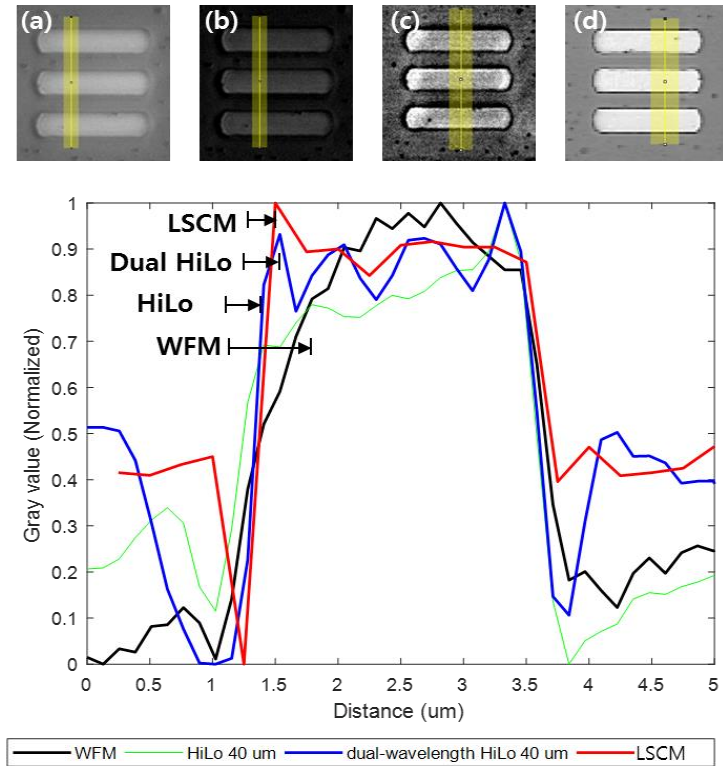 (a) (b) (c) (d)
1
0.9
0.8
0.7
0.6
0.5
0.4
0.3
0.2
0.1
0
Gray value (Normalized)
LSCM
Dual HiLo
HiLo
WFM
0 0.5 1 1.5 2 2.5 3 3.5 4 4.5 5
Distance (um)
WFM HiLo 40 um dual-wavelength HiLo 40 um LSCM